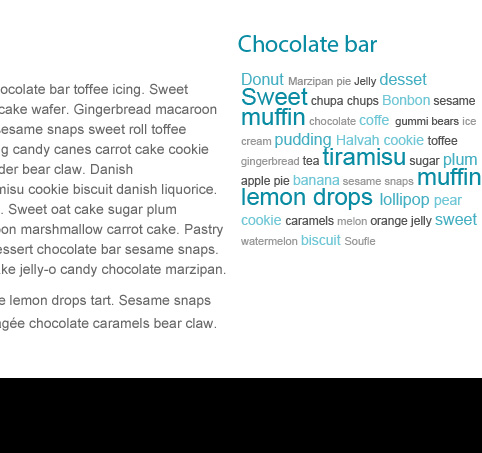 Chocolate bar
Donut Marzipan pie Jelly desset
Sweet chupa chups Bonbon sesame
muffin chocolate coffe gummi bears ice
cream pudding Halvah cookie toffee
gingerbread tea tiramisu sugar plum
apple pie banana sesame snaps muffin
lemon drops lollipop pear
cookie caramels melon orange jelly sweet
watermelon biscuit Soufle
ocolate bar toffee icing. Sweet
cake wafer. Gingerbread macaroon
sesame snaps sweet roll toffee
g candy canes carrot cake cookie
der bear claw. Danish
misu cookie biscuit danish liquorice.
. Sweet oat cake sugar plum
on marshmallow carrot cake. Pastry
essert chocolate bar sesame snaps.
ke jelly-o candy chocolate marzipan.
e lemon drops tart. Sesame snaps
agée chocolate caramels bear claw.